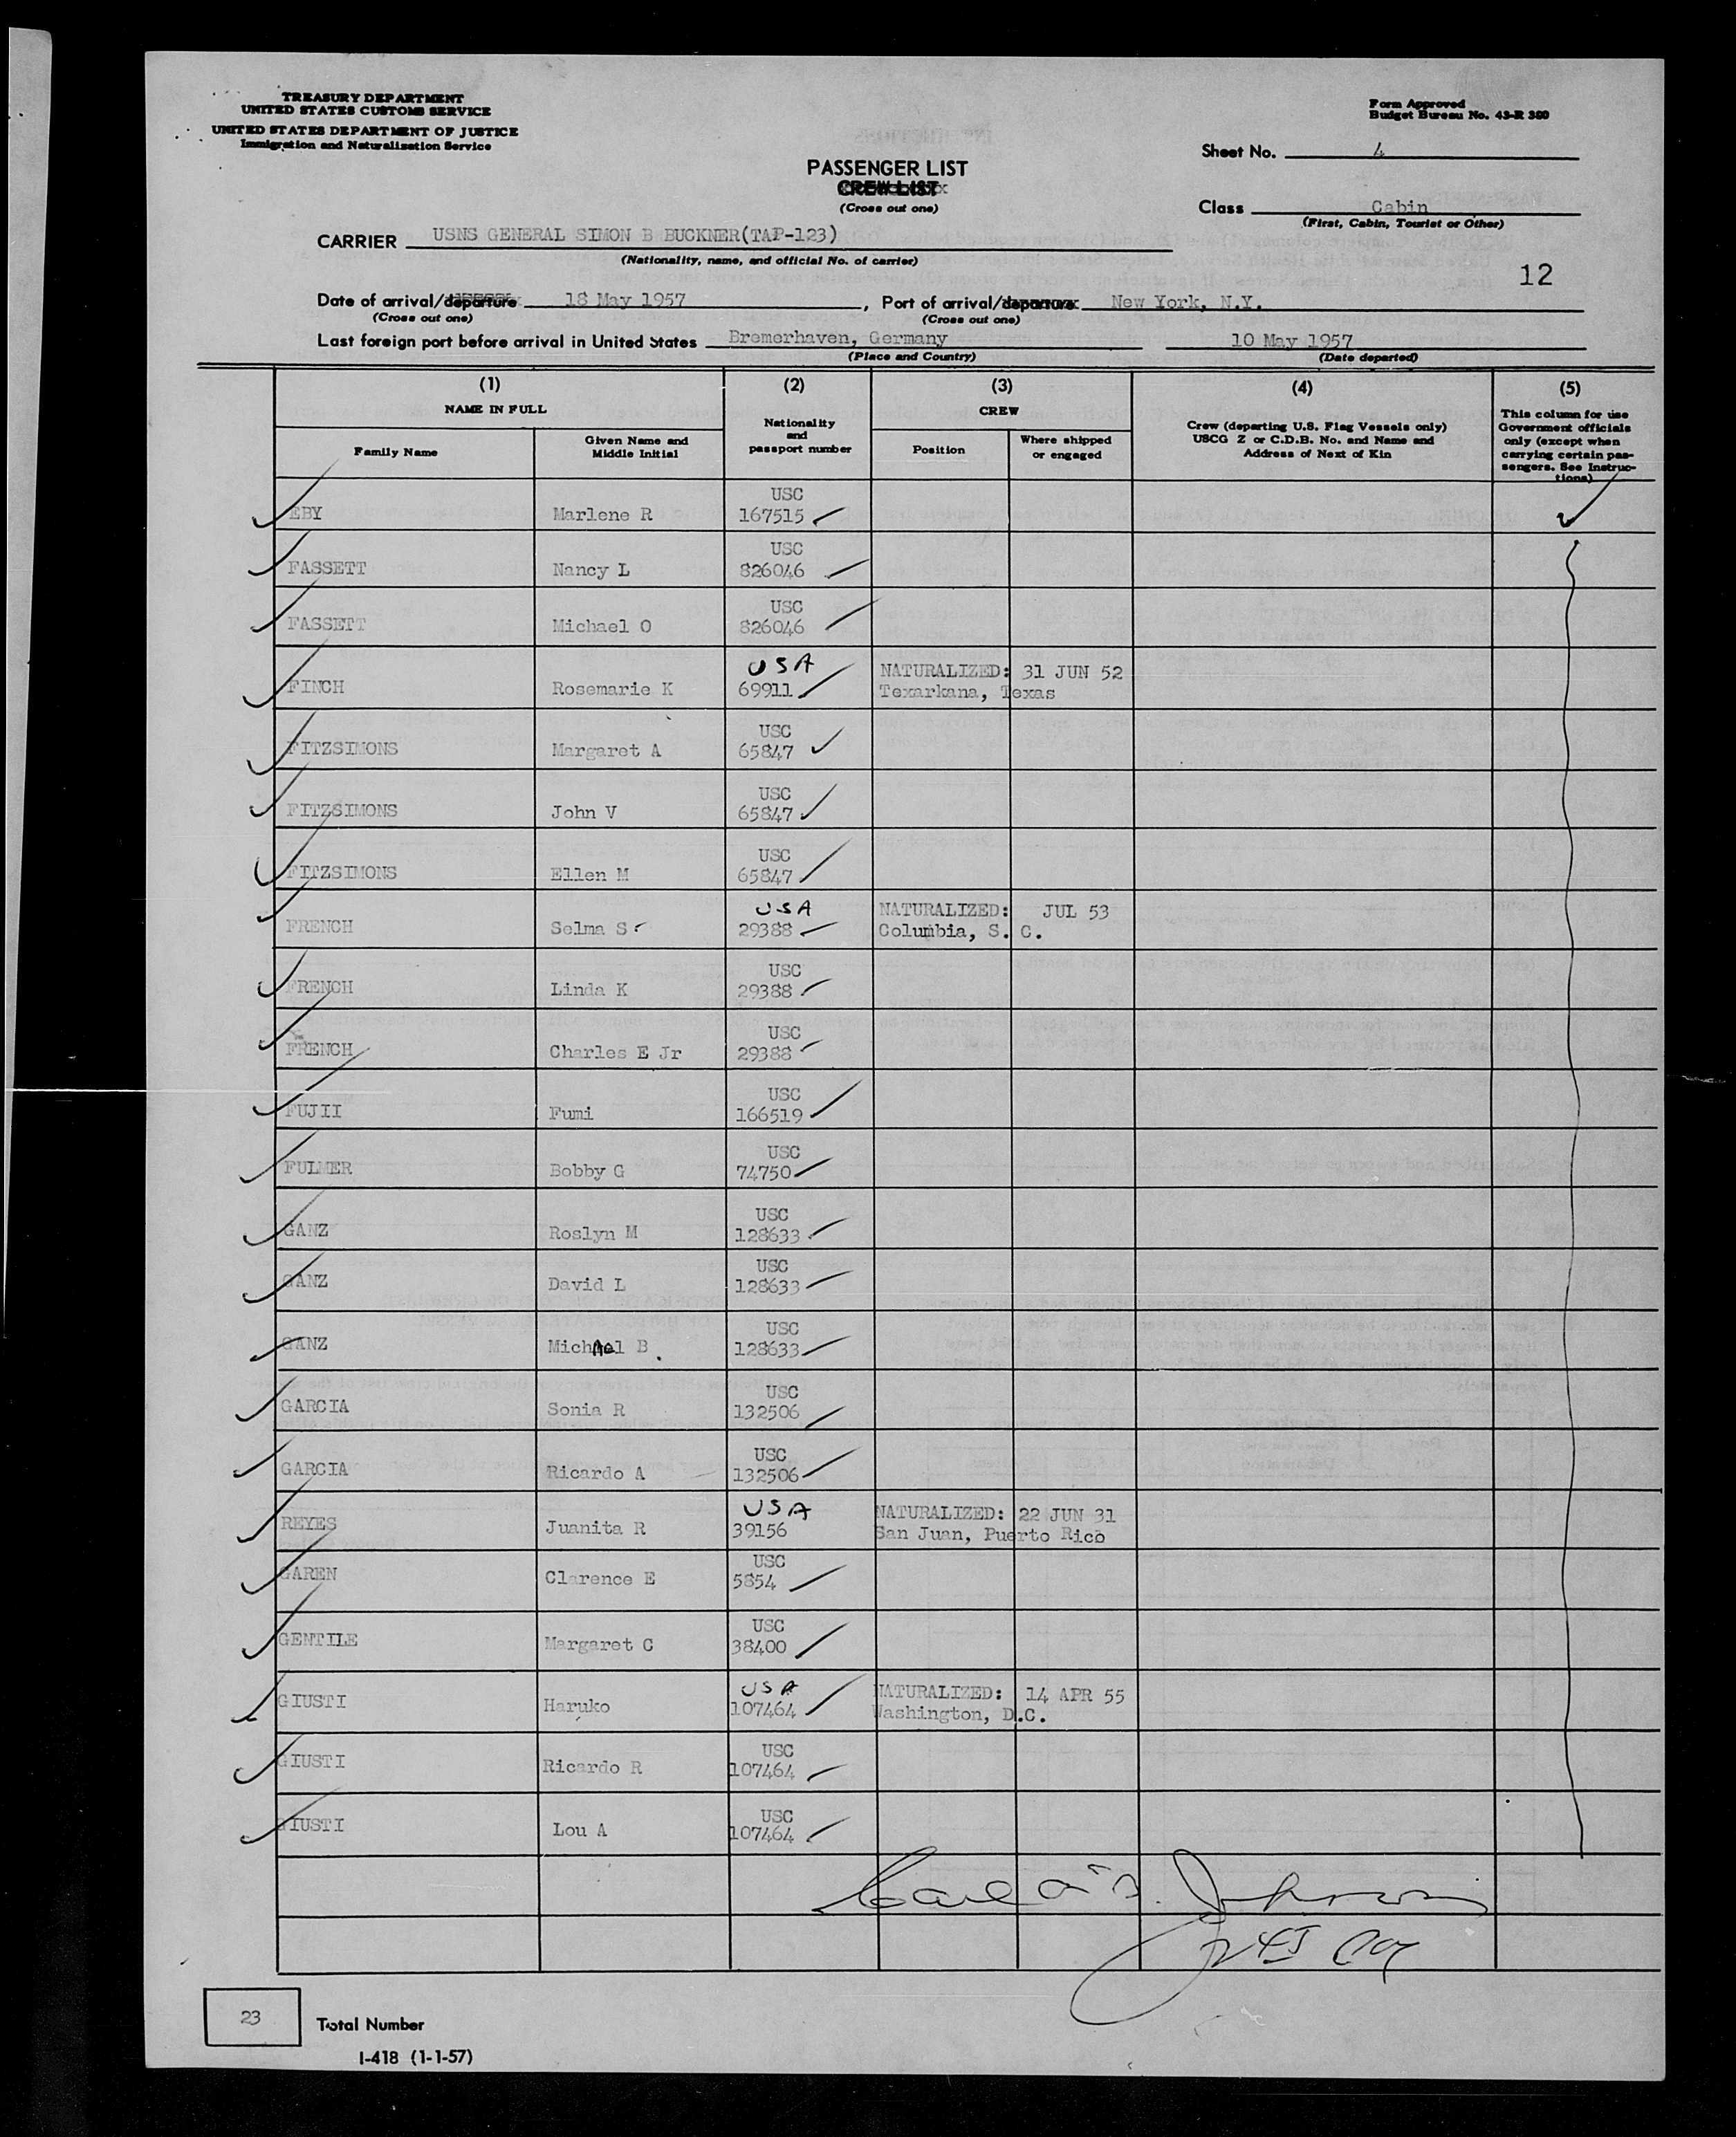 TREASURY DEPARTMENT
UNITED STATES CUSTOMS SERVICE
UNITED STATES DEPARTMENT OF JUSTICE
Immigration and Naturalization Service
Form Approved
Budget Bureau No. 43-R 380
Sheet No. 4
PASSENGER LIST
CREW LIST
(Cross out one)
Class Cabin
(First, Cabin, Tourist or Other)
CARRIER USNS GENERAL SIMON B BUCKNER(TAP-123)
(Nationality, name, and official No. of carrier)
12
Date of arrival/departure 18 May 1957, Port of arrival/departure New York, N.Y.
(Cross out one) (Cross out one)
Last foreign port before arrival in United States Bremerhaven, Germany 10 May 1957
(Place and Country) (Date departed)
(1) (2) (3) (4) (5)
NAME IN FULL
Family Name
Given Name and
Middle Initial
Nationality
and
passport number
CREW
Position
Where shipped
or engaged
Crew (departing U.S. Flag Vessels only)
USCG Z or C.D.B. No. and Name and
Address of Next of Kin
This column for use
Government officials
only (except when
carrying certain pas-
sengers. See Instruc-
tions)
USC
EBY Marlene R 167515
USC
FASSETT Nancy L 826046
USC
FASSETT Michael O 826046
USA NATURALIZED: 31 JUN 52
FINCH Rosemarie K 69911 Texarkana, Texas
USC
FITZSIMONS Margaret A 65847
USC
FITZSIMONS John V 65847
USC
FITZSIMONS Ellen M 65847
USA NATURALIZED: JUL 53
FRENCH Selma S 29388 Columbia, S. C.
USC
FRENCH Linda K 29388
USC
FRENCH Charles E Jr 29388
USC
FUJII Fumi 166519
USC
FULMER Bobby G 74750
USC
GANZ Roslyn M 128633
USC
GANZ David L 128633
USC
GANZ Michael B 128633
USC
GARCIA Sonia R 132506
USC
GARCIA Ricardo A 132506
USA NATURALIZED: 22 JUN 31
REYES Juanita R 39156 San Juan, Puerto Rico
USC
GAREN Clarence E 5854
USC
GENTILE Margaret C 38400
USA NATURALIZED: 14 APR 55
GIUSTI Haruko 107464 Washington, D.C.
USC
GIUSTI Ricardo R 107464
USC
GIUSTI Lou A 107464
Johnson
23 Total Number
I-418 (1-1-57)